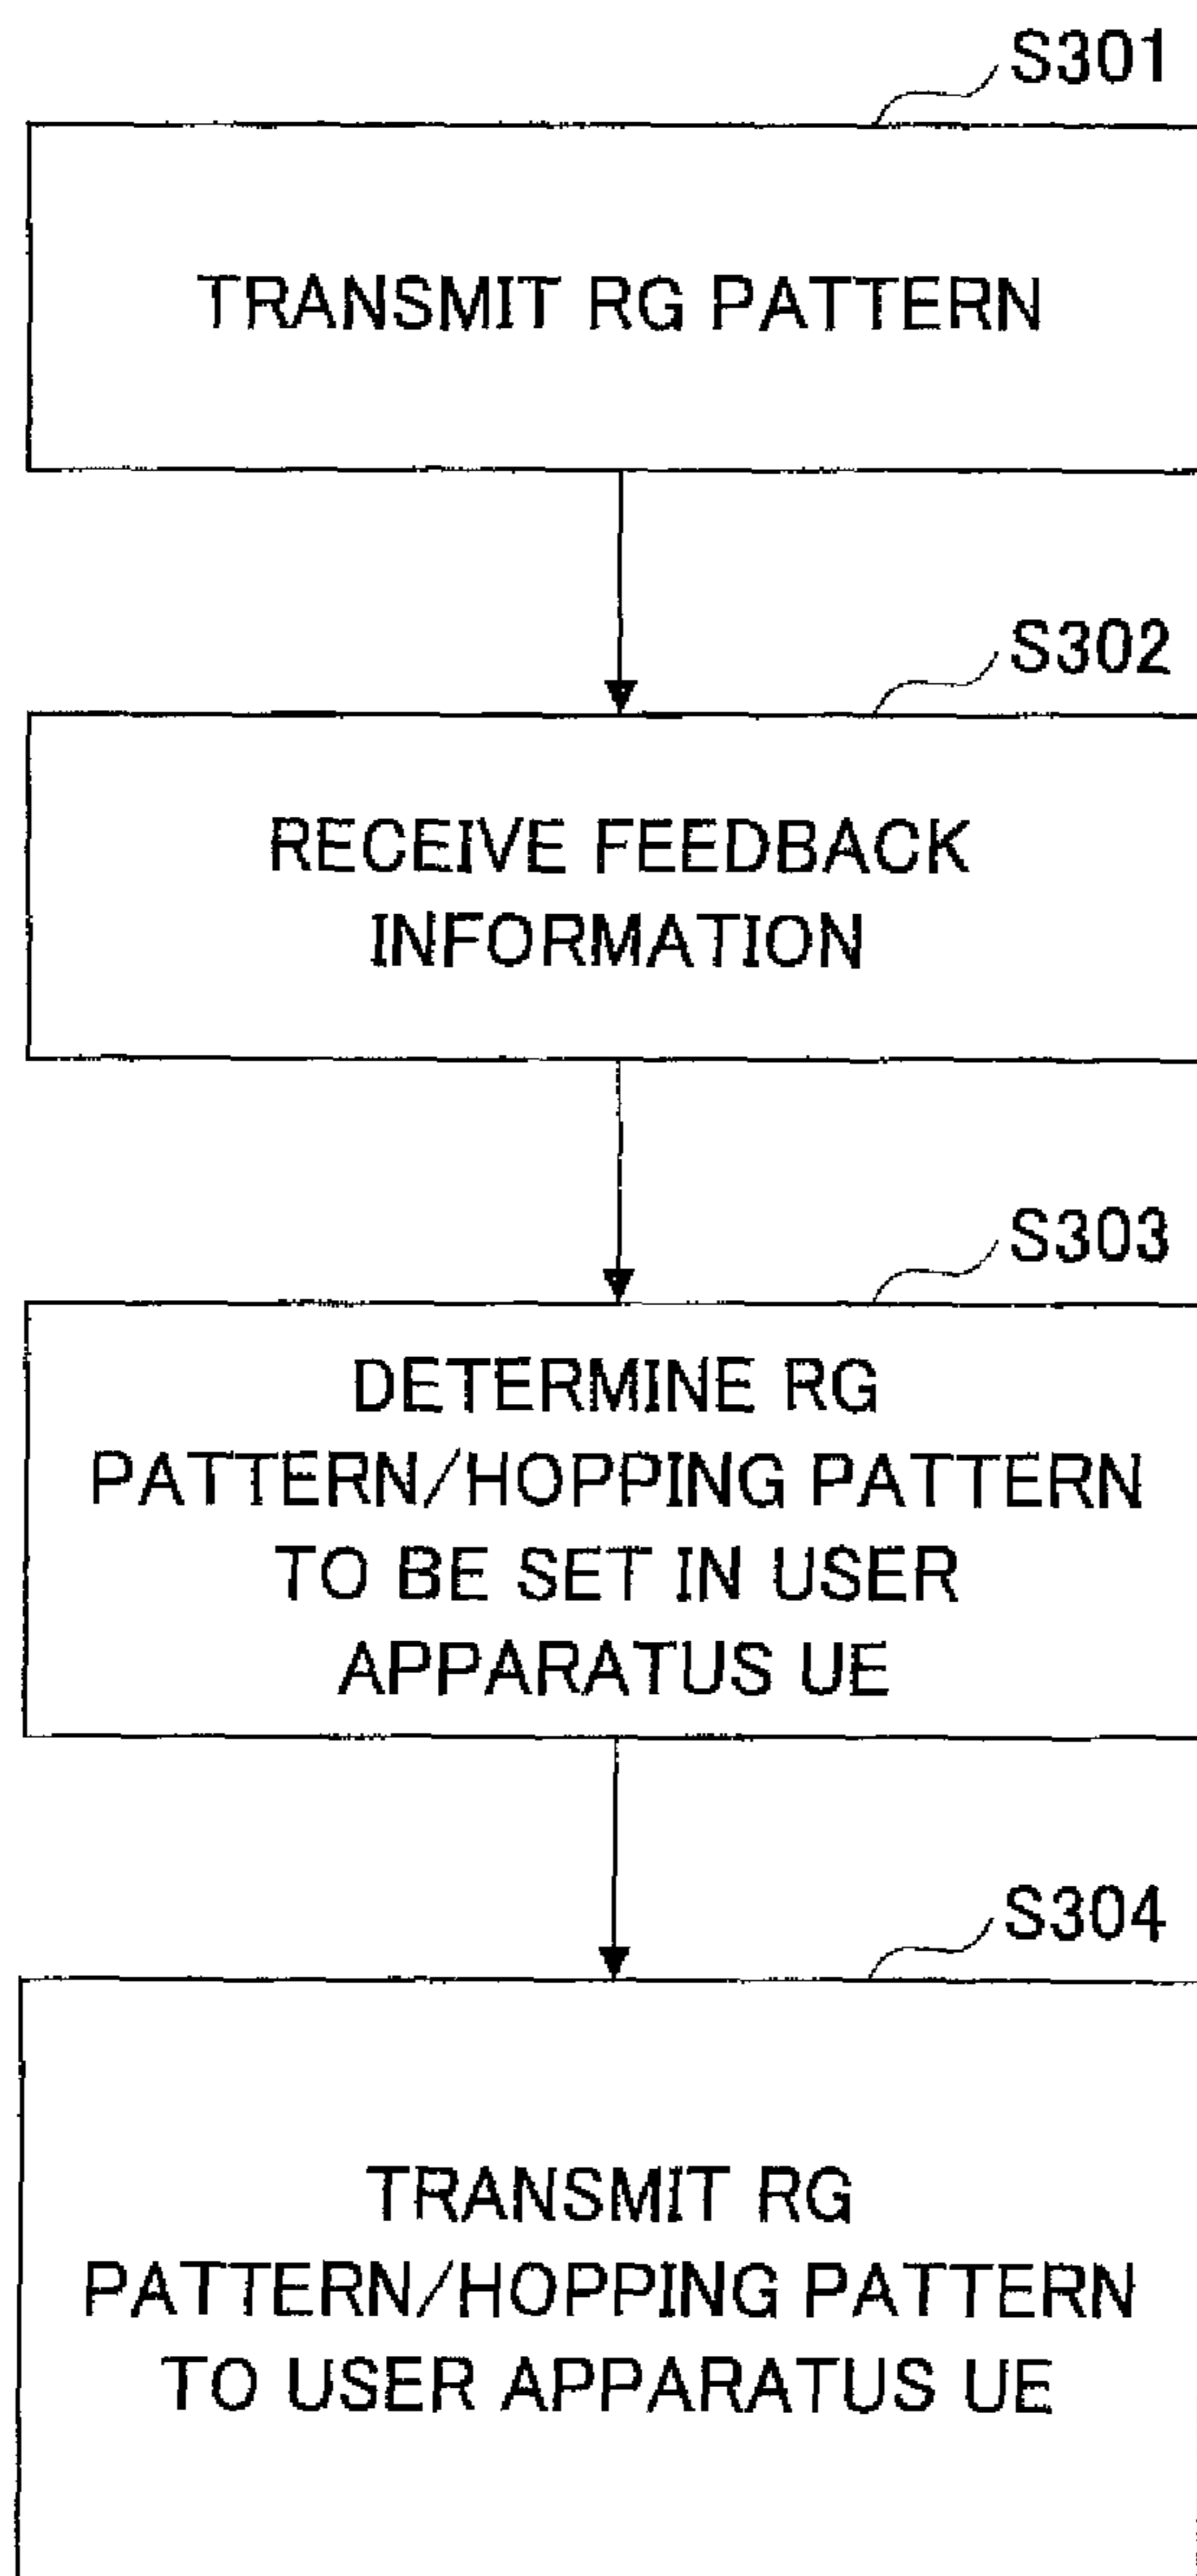 S301
TRANSMIT RG PATTERN
S302
RECEIVE FEEDBACK
INFORMATION
S303
DETERMINE RG
PATTERN/HOPPING PATTERN
TO BE SET IN USER
APPARATUS UE
S304
TRANSMIT RG
PATTERN/HOPPING PATTERN
TO USER APPARATUS UE